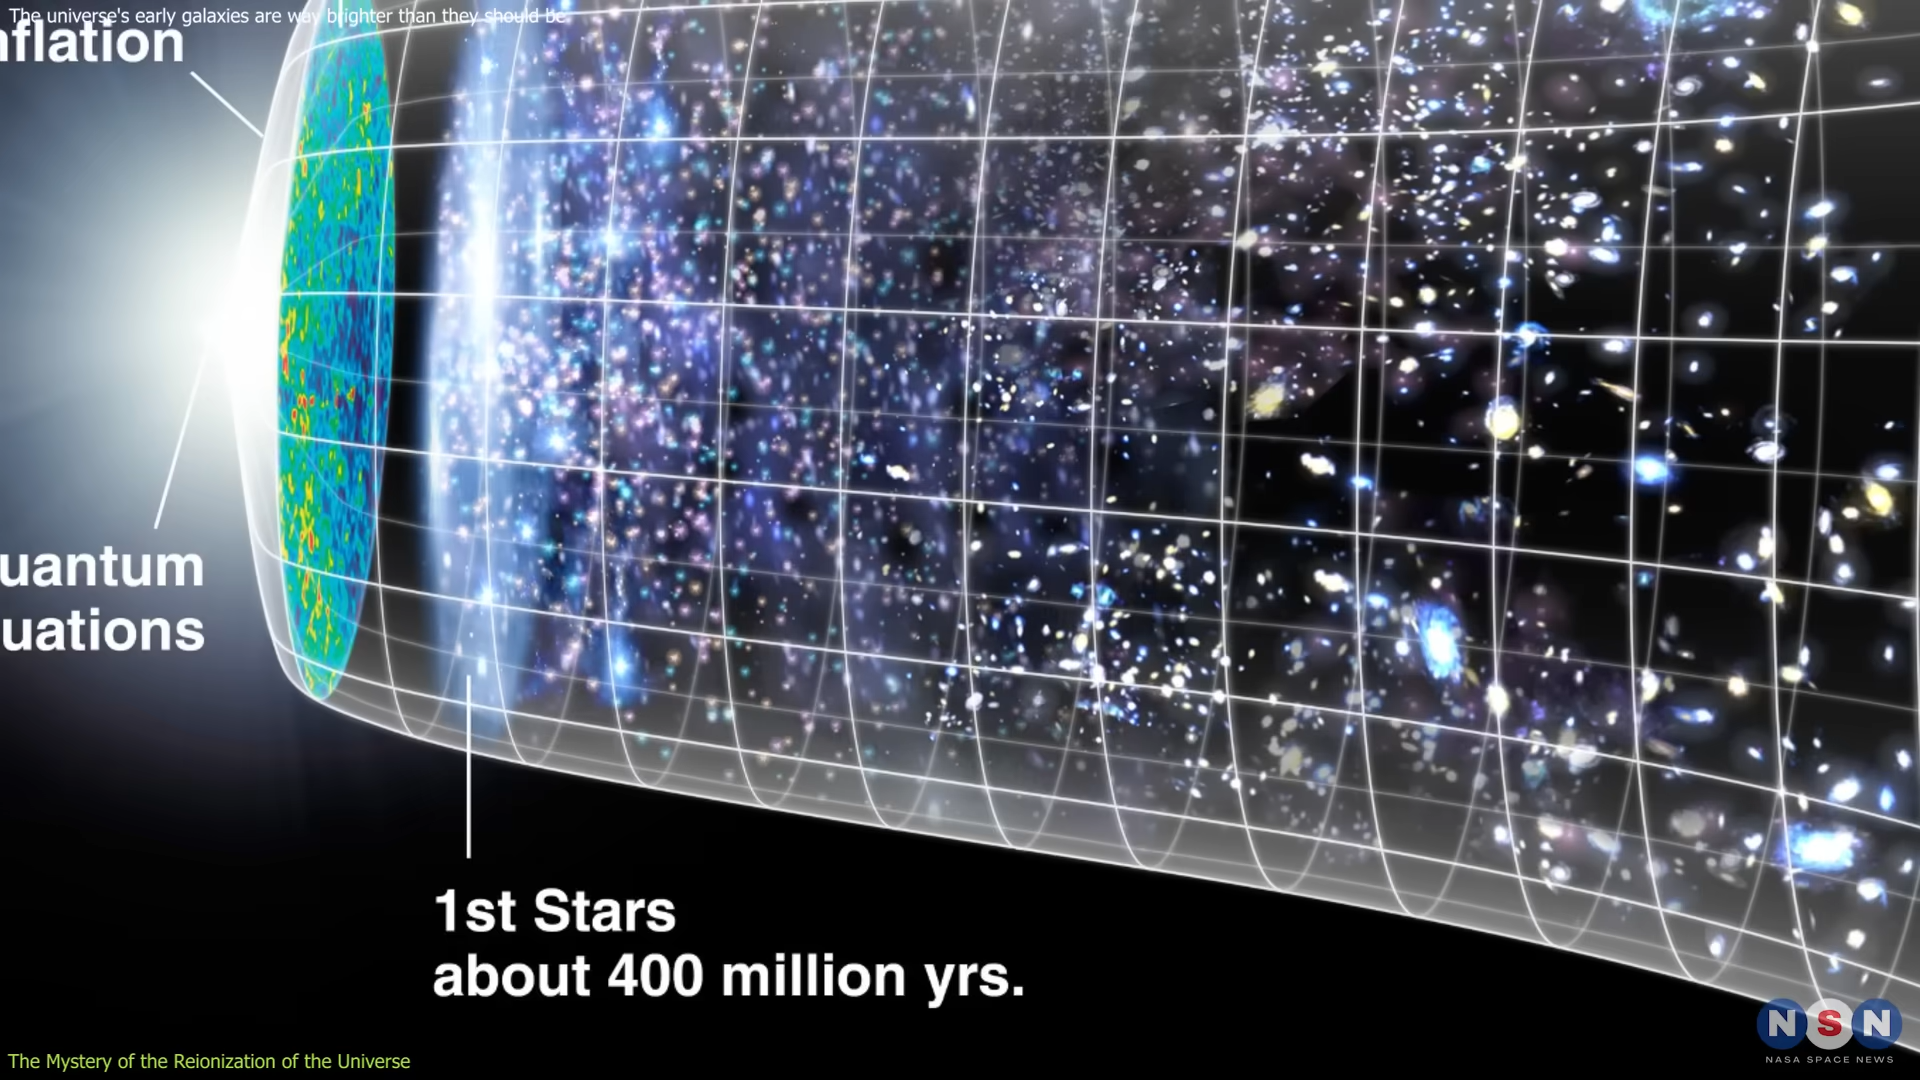 The universe's early galaxies are way brighter than they should be
nflation
uantum
uations
1st Stars
about 400 million yrs.
NSN
NASA SPACE NEWS
The Mystery of the Reionization of the Universe